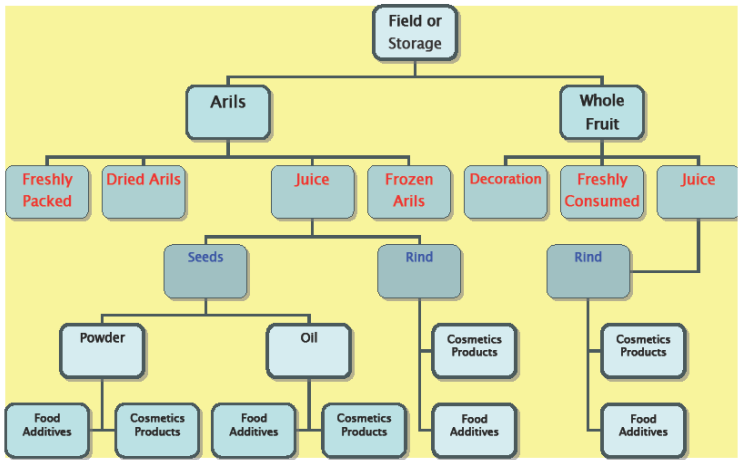 Field or
Storage
Arils
Whole
Fruit
Freshly
Packed
Dried Arils
Juice
Frozen
Arils
Decoration
Freshly
Consumed
Juice
Seeds
Rind
Rind
Powder
Oil
Cosmetics
Products
Cosmetics
Products
Food
Additives
Cosmetics
Products
Food
Additives
Cosmetics
Products
Food
Additives
Food
Additives